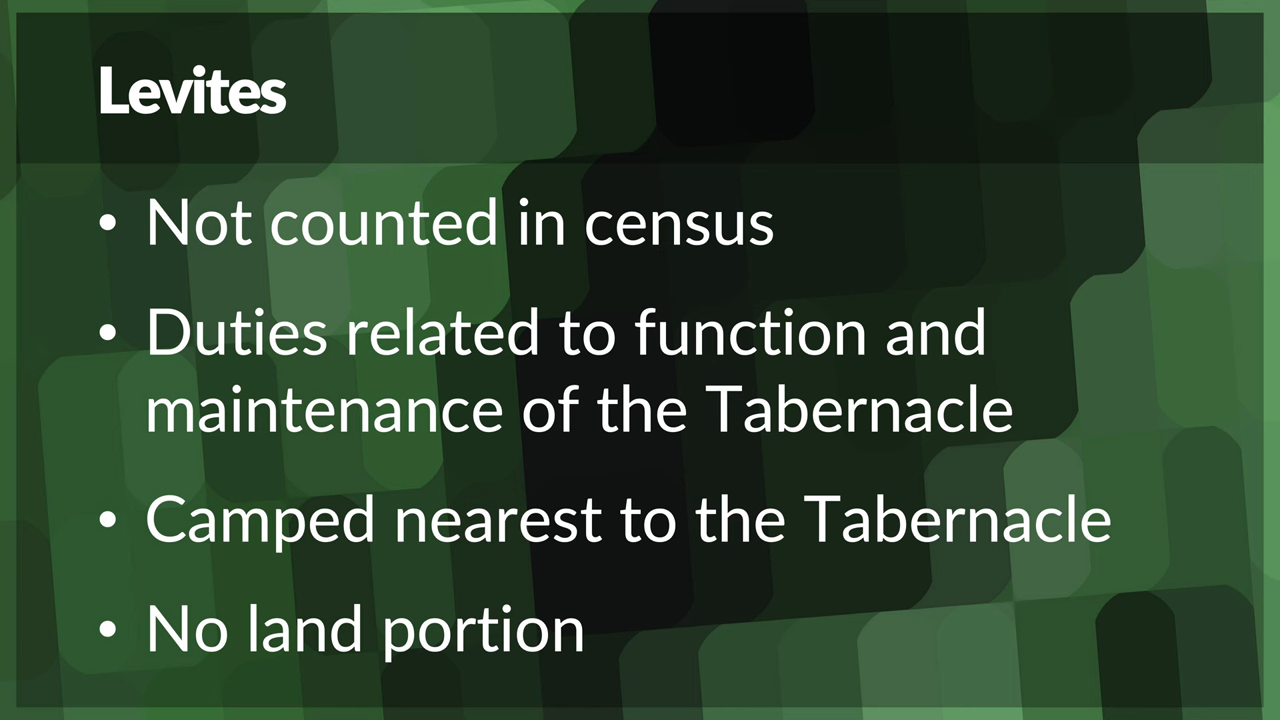 Levites
• Not counted in census
• Duties related to function and
maintenance of the Tabernacle
• Camped nearest to the Tabernacle
• No land portion